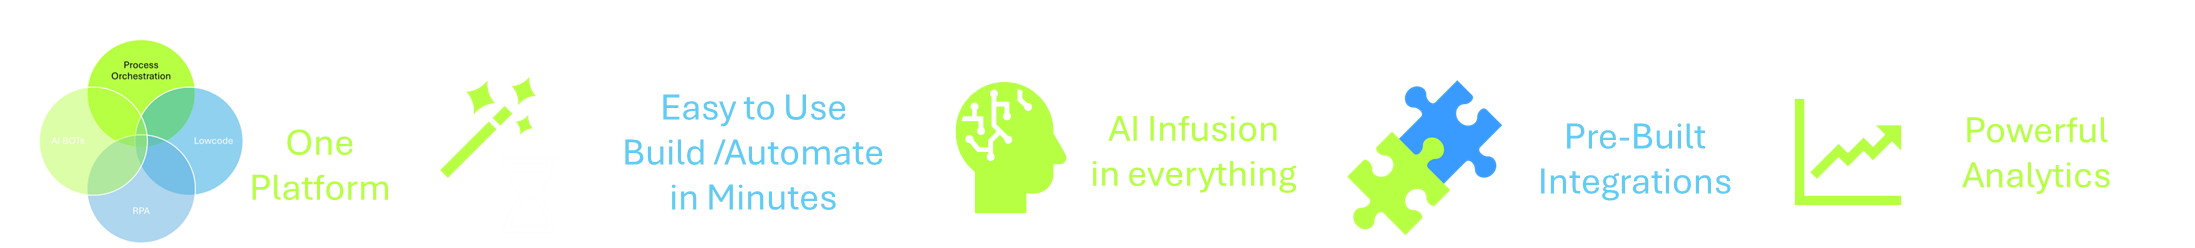 Process
Orchestration
AI BOTs
Lowcode
RPA
One
Platform
Easy to Use
Build /Automate
in Minutes
AI Infusion
in everything
Pre-Built
Integrations
Powerful
Analytics